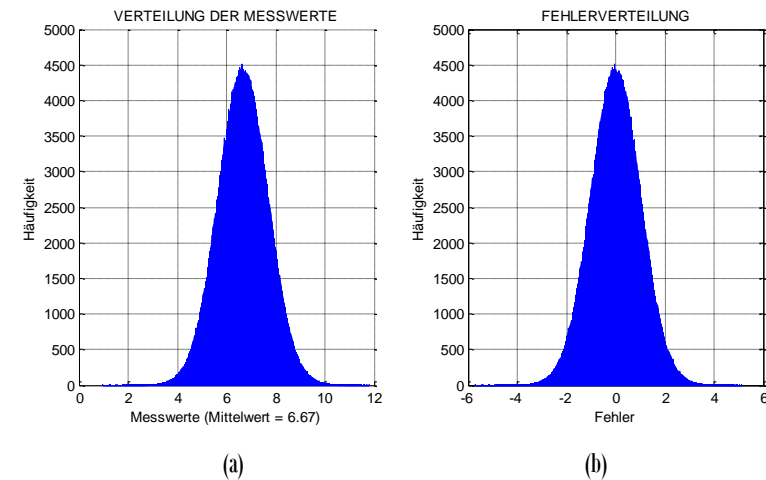 VERTEILUNG DER MESSWERTE
5000
4500
4000
3500
3000
2500
2000
1500
1000
500
0
Häufigkeit
0 2 4 6 8 10 12
Messwerte (Mittelwert = 6.67)
(a)
FEHLERVERTEILUNG
5000
4500
4000
3500
3000
2500
2000
1500
1000
500
0
Häufigkeit
-6 -4 -2 0 2 4 6
Fehler
(b)